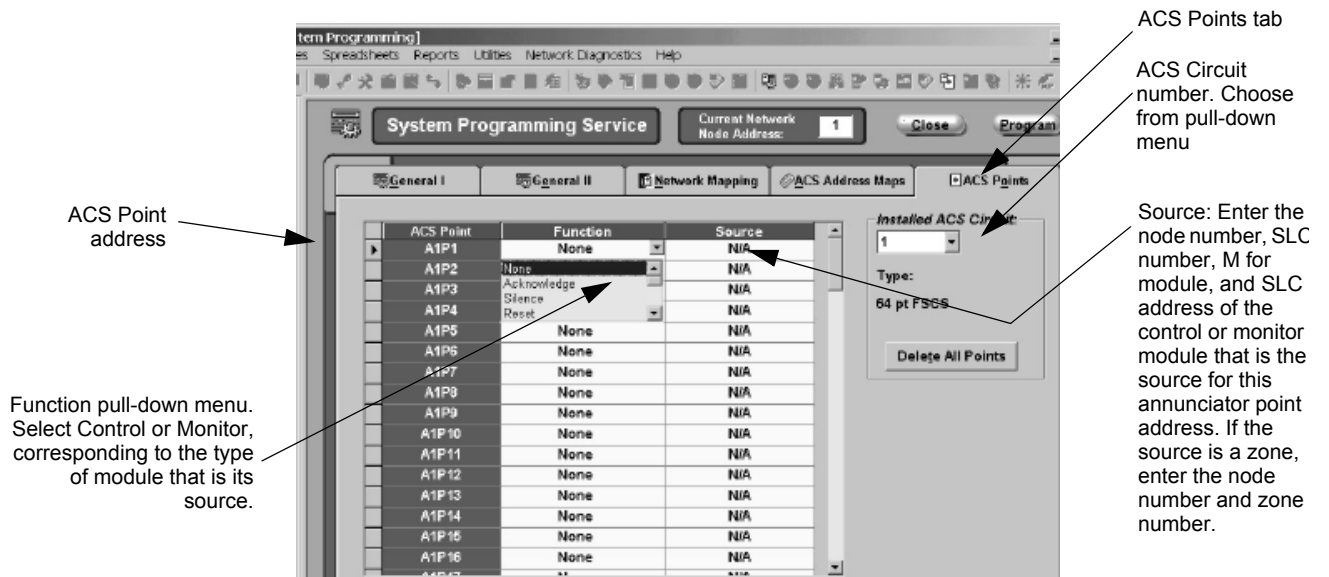 ACS Points tab
ACS Circuit
number. Choose
from pull-down
menu
tem Programming]
es Spreadsheets Reports Utilities Network Diagnostics Help
System Programming Service
Current Network
Node Address:
1
Close
Program
General I
General II
Network Mapping
ACS Address Maps
ACS Points
ACS Point
address
ACS Point Function Source
A1P1 None N/A
A1P2 None N/A
A1P3 Acknowledge N/A
Silence
A1P4 Reset N/A
A1P5 None N/A
A1P6 None N/A
A1P7 None N/A
A1P8 None N/A
A1P9 None N/A
A1P10 None N/A
A1P11 None N/A
A1P12 None N/A
A1P13 None N/A
A1P14 None N/A
A1P15 None N/A
A1P16 None N/A
Installed ACS Circuit:
1
Type:
64 pt FSCS
Delete All Points
Source: Enter the
node number, SLC
number, M for
module, and SLC
address of the
control or monitor
module that is the
source for this
annunciator point
address. If the
source is a zone,
enter the node
number and zone
number.
Function pull-down menu.
Select Control or Monitor,
corresponding to the type
of module that is its
source.